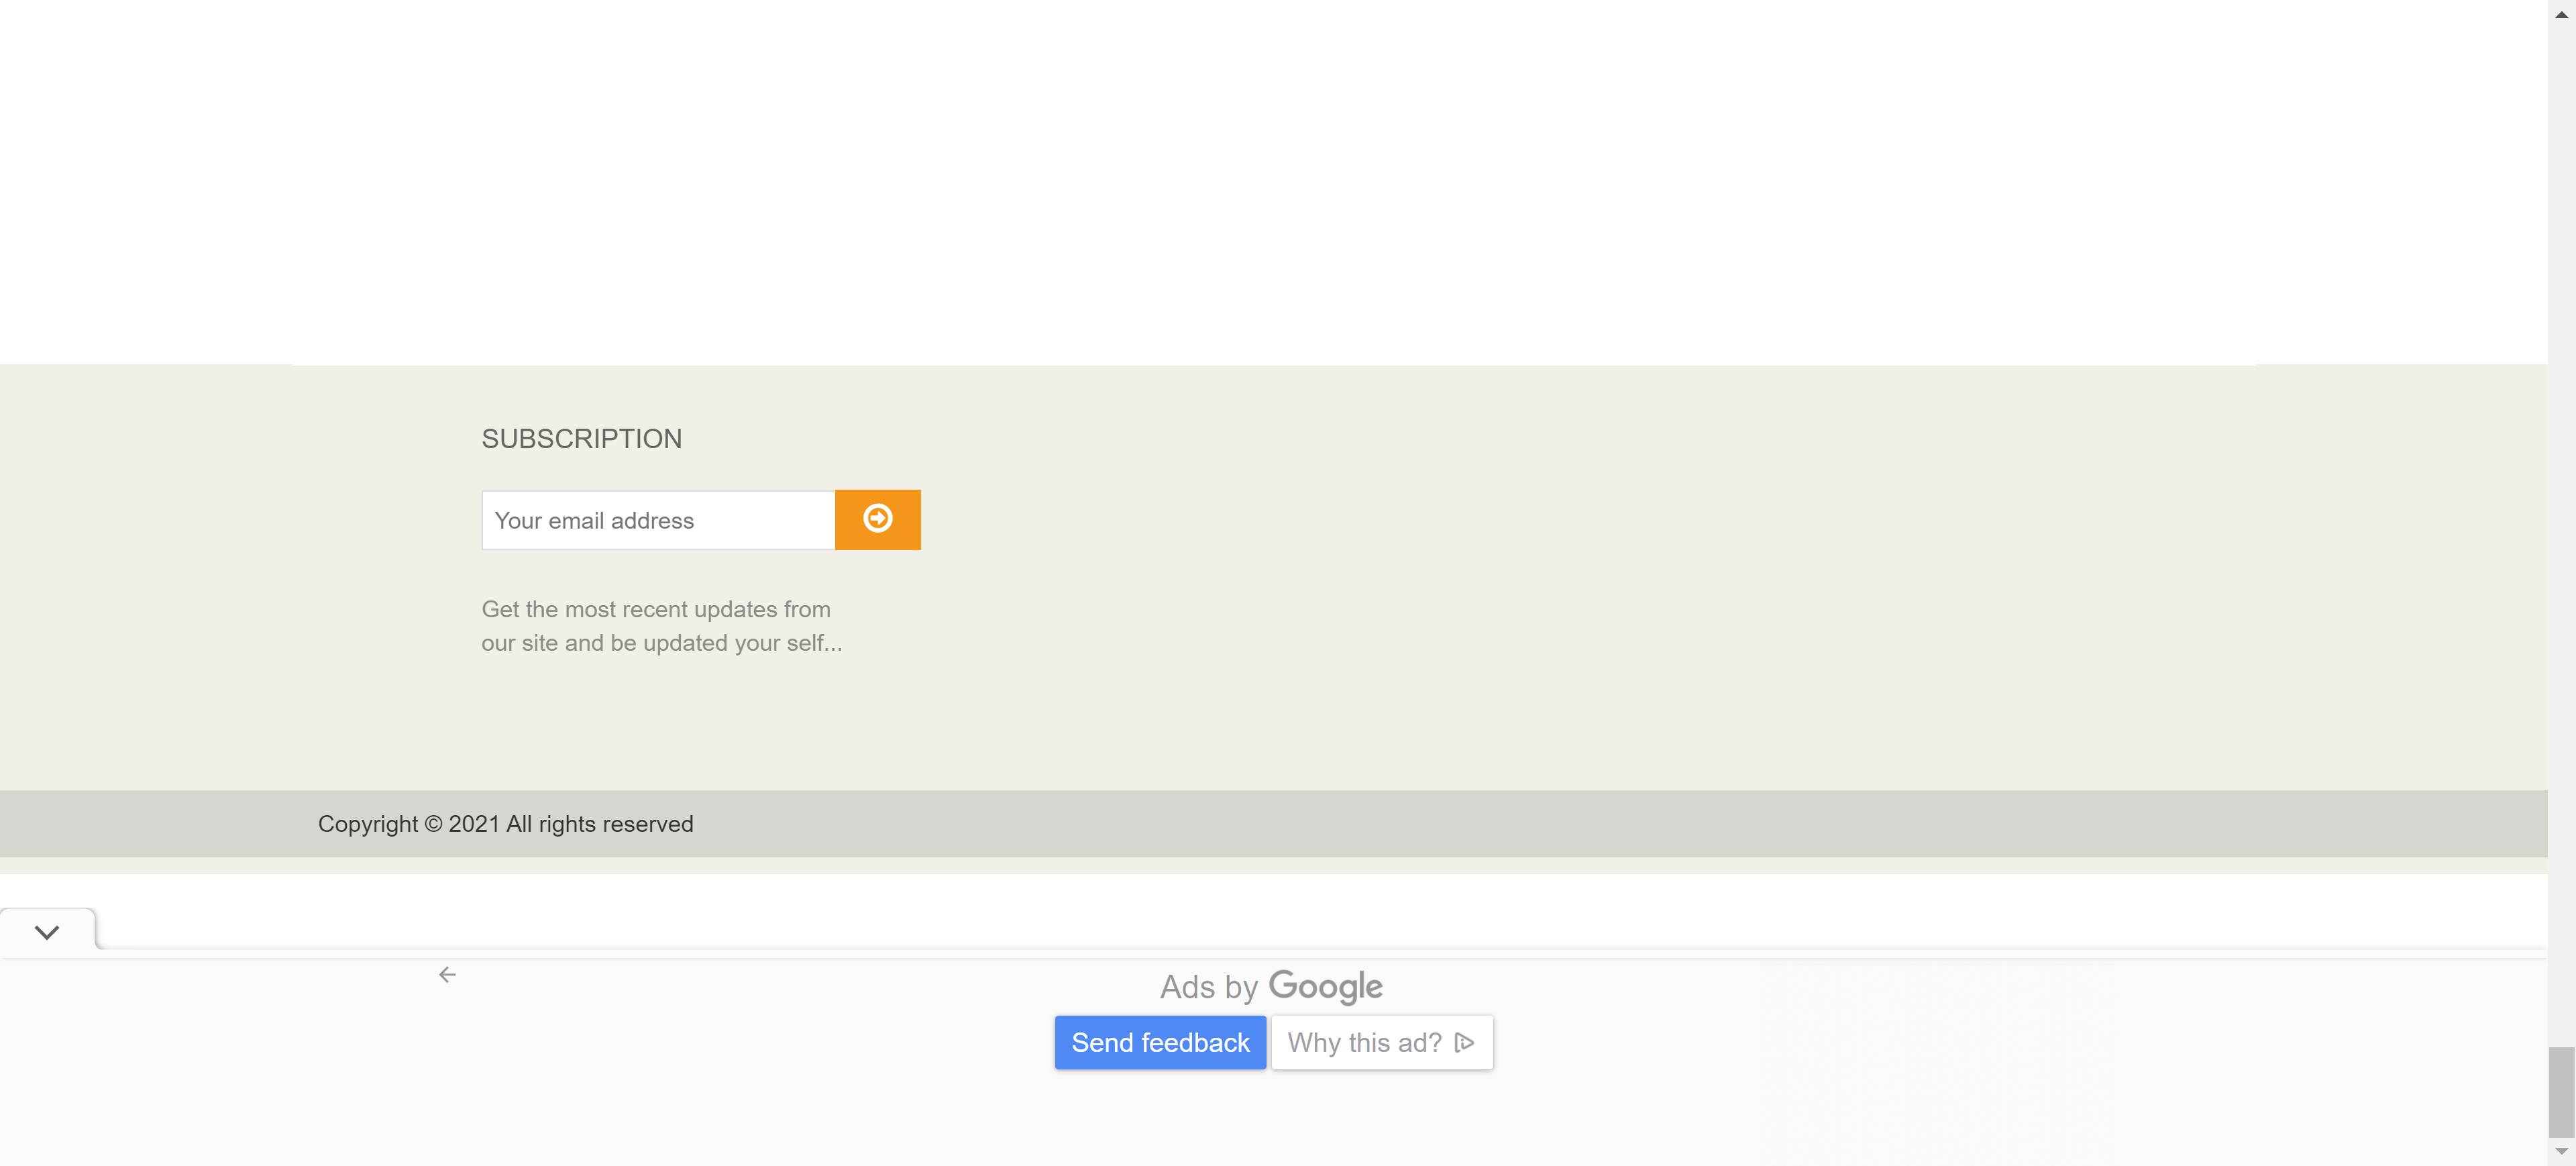 SUBSCRIPTION
Your email address
Get the most recent updates from
our site and be updated your self...
Copyright © 2021 All rights reserved
Ads by Google
Send feedback
Why this ad?